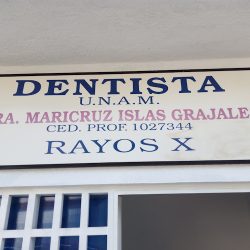 DENTISTA
U.N.A.M.
RA. MARICRUZ ISLAS GRAJALE
CED. PROF. 1027344
RAYOS X